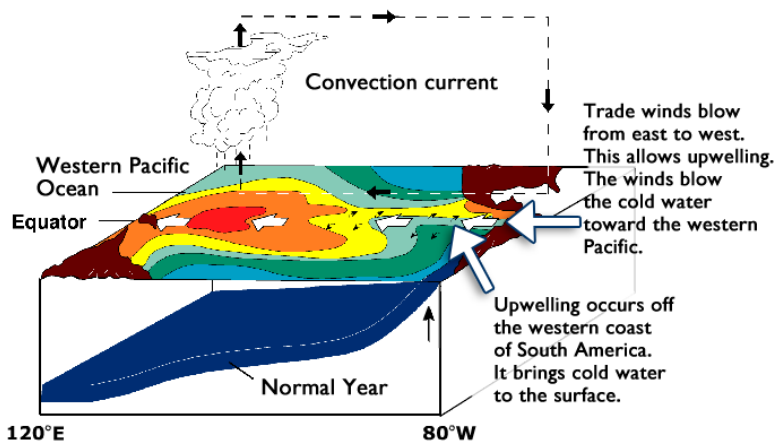 Convection current
Trade winds blow
from east to west.
This allows upwelling.
The winds blow
the cold water
toward the western
Pacific.
Western Pacific
Ocean
Equator
Upwelling occurs off
the western coast
of South America.
It brings cold water
to the surface.
Normal Year
120°E
80°W